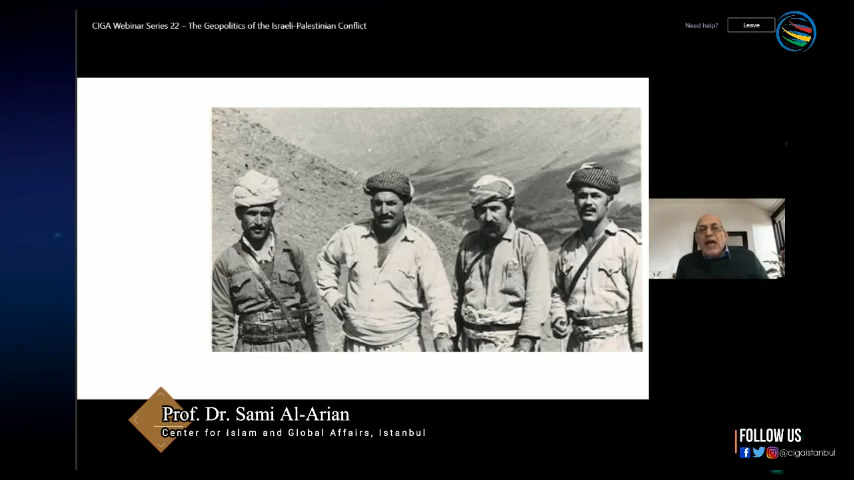 CIGA Webinar Series 22 – The Geopolitics of the Israeli-Palestinian Conflict
Need help?
Leave
Prof. Dr. Sami Al-Arian
Center for Islam and Global Affairs, Istanbul
FOLLOW US
@cigaistanbul